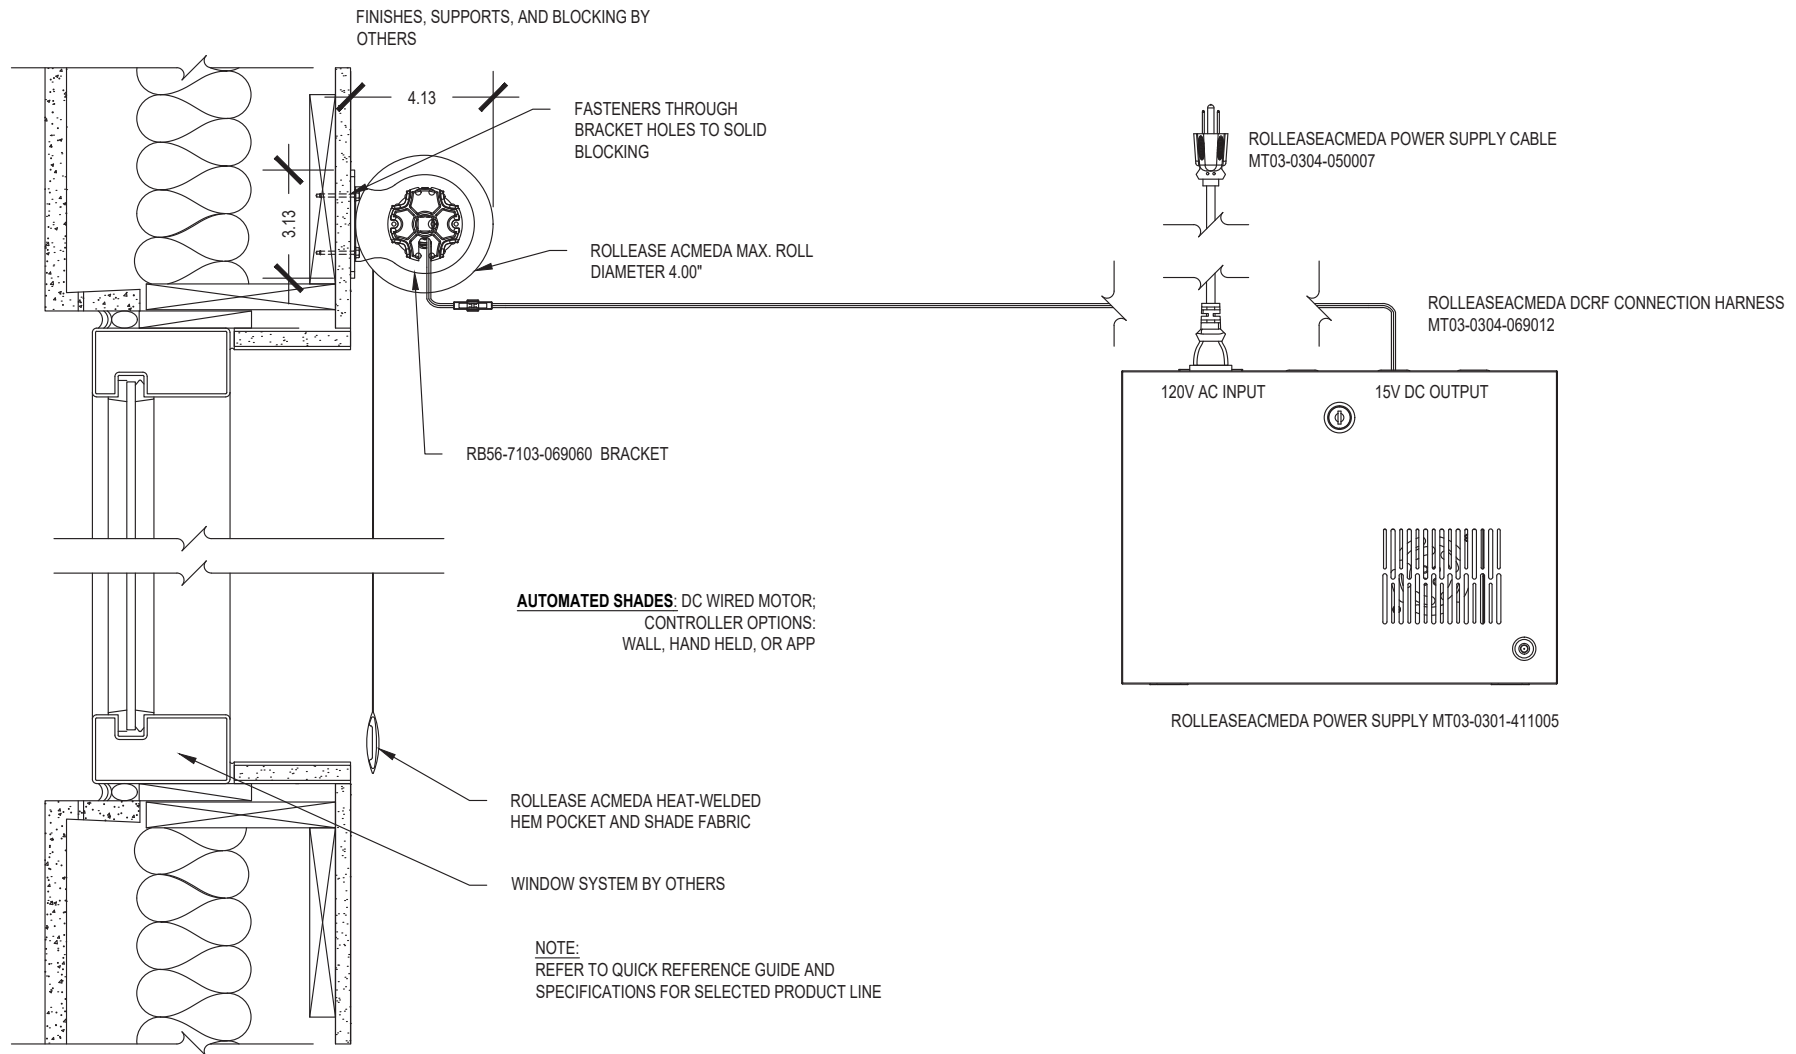 FINISHES, SUPPORTS, AND BLOCKING BY
OTHERS
4.13
FASTENERS THROUGH
BRACKET HOLES TO SOLID
BLOCKING
3.13
ROLLEASE ACMEDA MAX. ROLL
DIAMETER 4.00"
ROLLEASEACMEDA POWER SUPPLY CABLE
MT03-0304-050007
ROLLEASEACMEDA DCRF CONNECTION HARNESS
MT03-0304-069012
120V AC INPUT
15V DC OUTPUT
RB56-7103-069060 BRACKET
AUTOMATED SHADES: DC WIRED MOTOR;
CONTROLLER OPTIONS:
WALL, HAND HELD, OR APP
ROLLEASEACMEDA POWER SUPPLY MT03-0301-411005
ROLLEASE ACMEDA HEAT-WELDED
HEM POCKET AND SHADE FABRIC
WINDOW SYSTEM BY OTHERS
NOTE:
REFER TO QUICK REFERENCE GUIDE AND
SPECIFICATIONS FOR SELECTED PRODUCT LINE